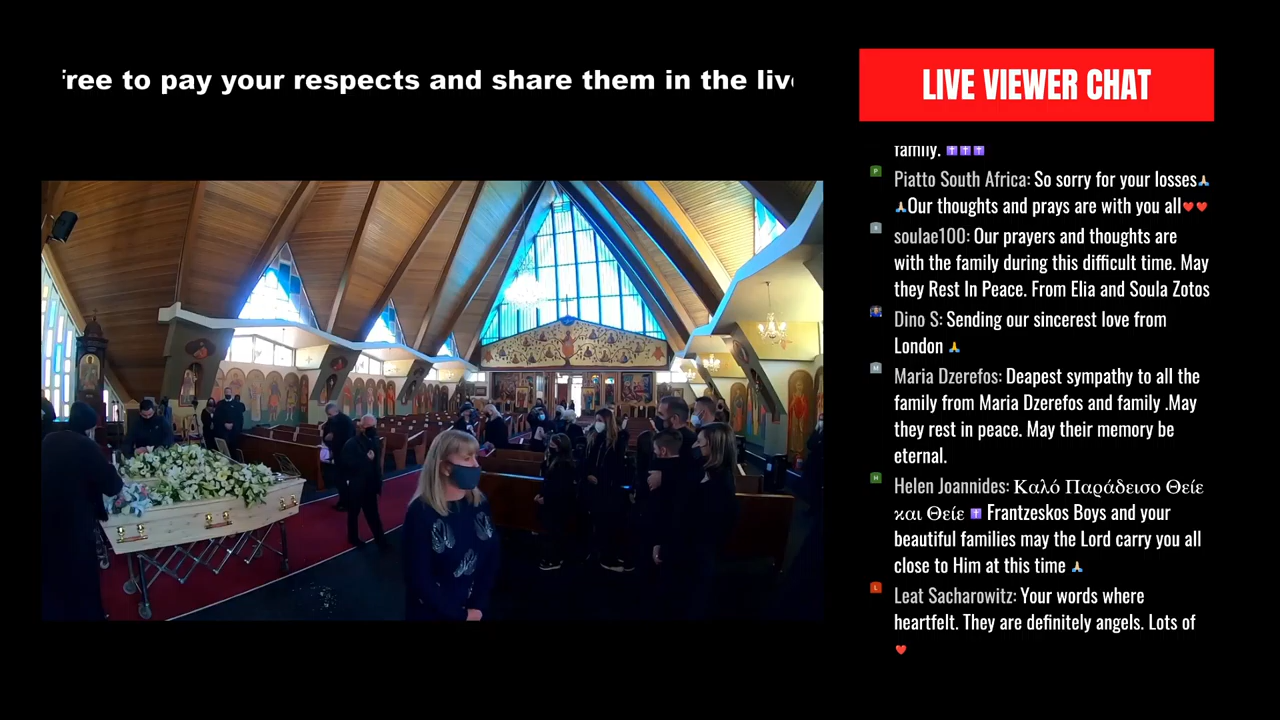 free to pay your respects and share them in the live
LIVE VIEWER CHAT
family. ✝️✝️✝️
Piatto South Africa: So sorry for your losses🙏
🙏Our thoughts and prays are with you all❤️❤️
soulae100: Our prayers and thoughts are
with the family during this difficult time. May
they Rest In Peace. From Elia and Soula Zotos
Dino S: Sending our sincerest love from
London 🙏
Maria Dzerefos: Deapest sympathy to all the
family from Maria Dzerefos and family .May
they rest in peace. May their memory be
eternal.
Helen Joannides: Καλό Παράδεισο Θείε
και Θείε ✝️ Frantzeskos Boys and your
beautiful families may the Lord carry you all
close to Him at this time 🙏
Leat Sacharowitz: Your words where
heartfelt. They are definitely angels. Lots of
❤️